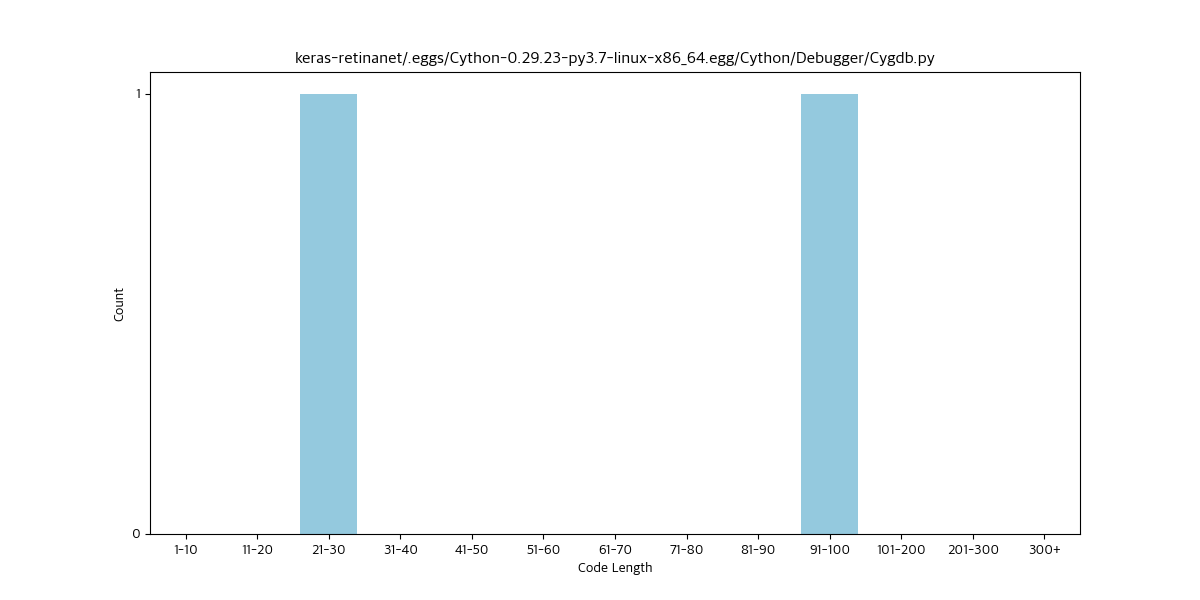 keras-retinanet/.eggs/Cython-0.29.23-py3.7-linux-x86_64.egg/Cython/Debugger/Cygdb.py
1
Count
0
1-10 11-20 21-30 31-40 41-50 51-60 61-70 71-80 81-90 91-100 101-200 201-300 300+
Code Length